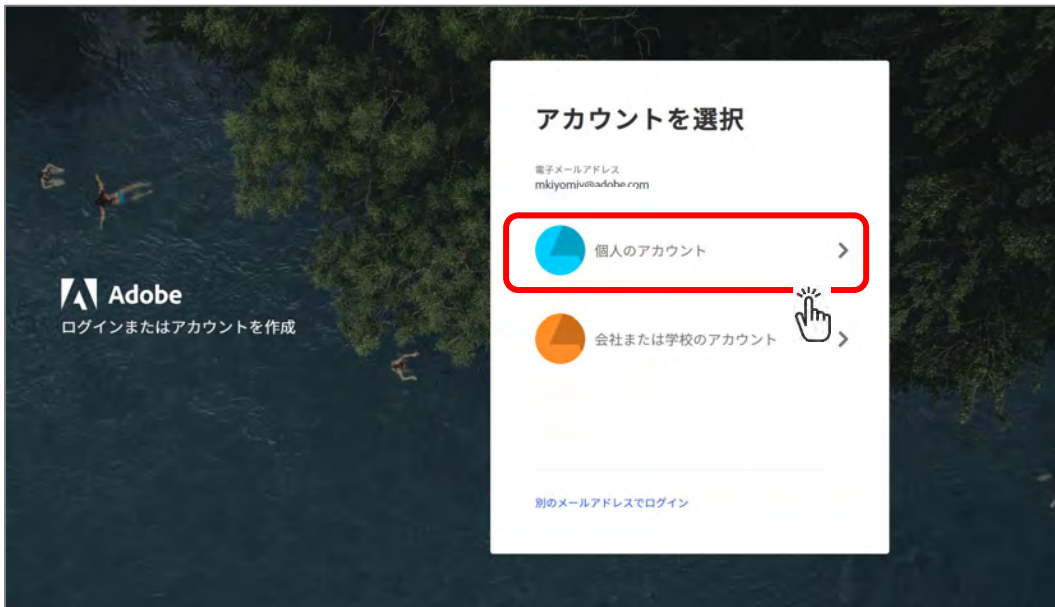 Adobe
ログインまたはアカウントを作成
アカウントを選択
電子メールアドレス
mkiyomiy@adobe.com
個人のアカウント
会社または学校のアカウント
別のメールアドレスでログイン